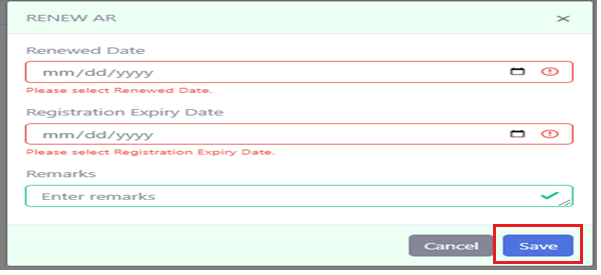 RENEW AR
Renewed Date
mm/dd/yyyy
Please select Renewed Date.
Registration Expiry Date
mm/dd/yyyy
Please select Registration Expiry Date.
Remarks
Enter remarks
Cancel Save